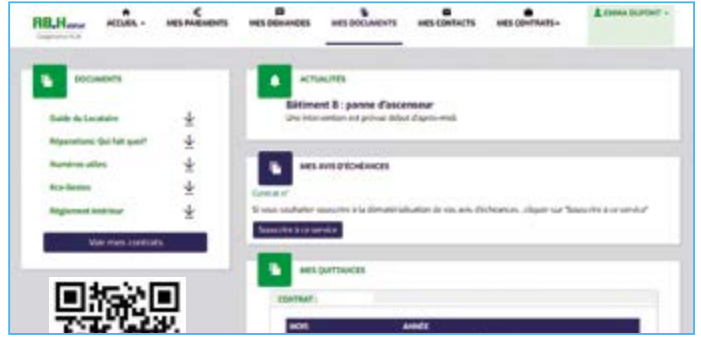 ACCUEIL
MES PAIEMENTS
MES DEMANDES
MES DOCUMENTS
MES CONTACTS
MES CONTRATS
EMMA DUPONT
DOCUMENTS
Guide du Locataire
Réparations: Qui fait quoi?
Numéros utiles
Eco-Gestes
Règlement intérieur
Voir mes contrats
ACTUALITÉS
Bâtiment B : panne d'ascenseur
Une intervention est prévue début d'après-midi
MES AVIS D'ÉCHÉANCES
Contrat n°
Si vous souhaitez souscrire à la dématérialisation de vos avis d'échéances, cliquer sur "Souscrire à ce service"
Souscrire à ce service
MES QUITTANCES
CONTRAT :
MOIS ANNÉE